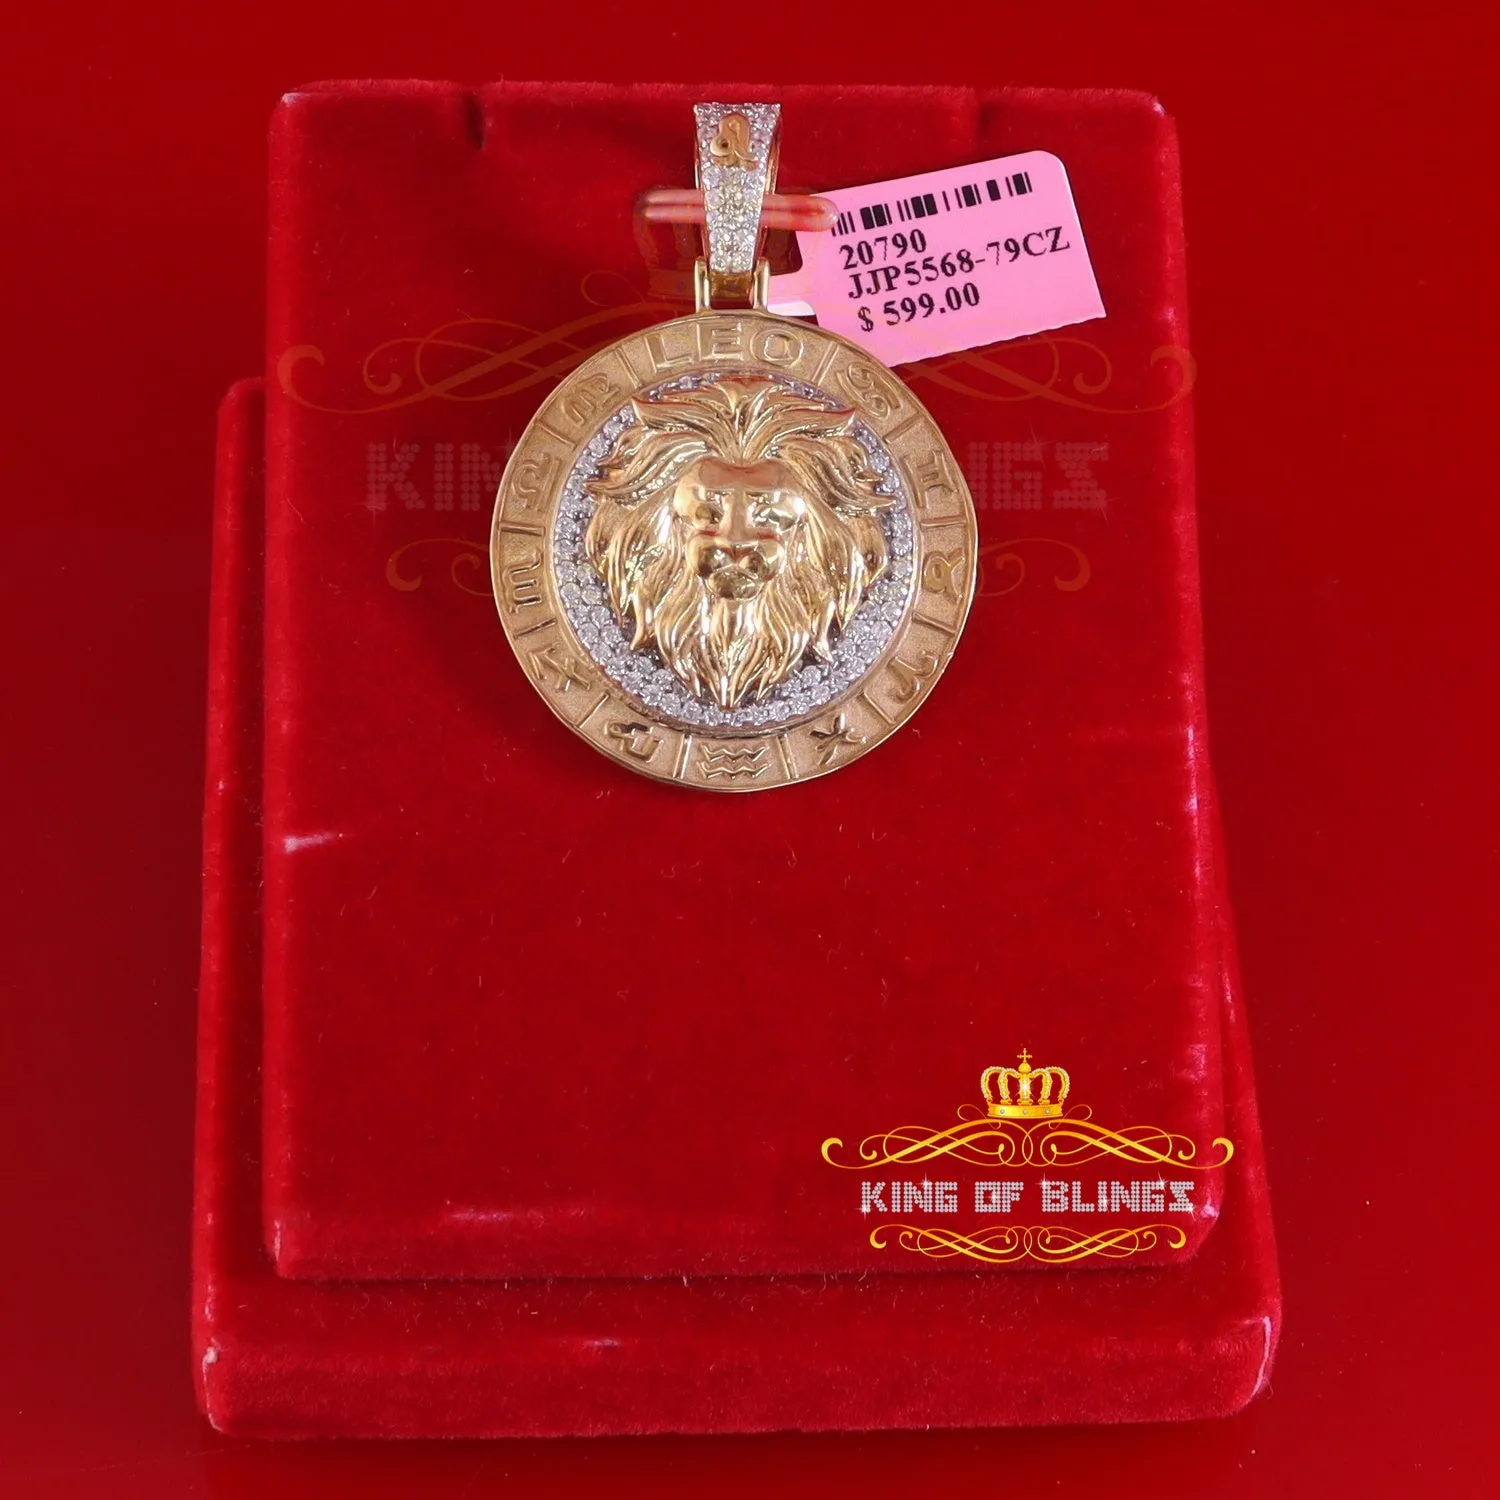 20790
JJP5568-79CZ
$ 599.00
LEO
KING OF BLINGS
KING OF BLINGS